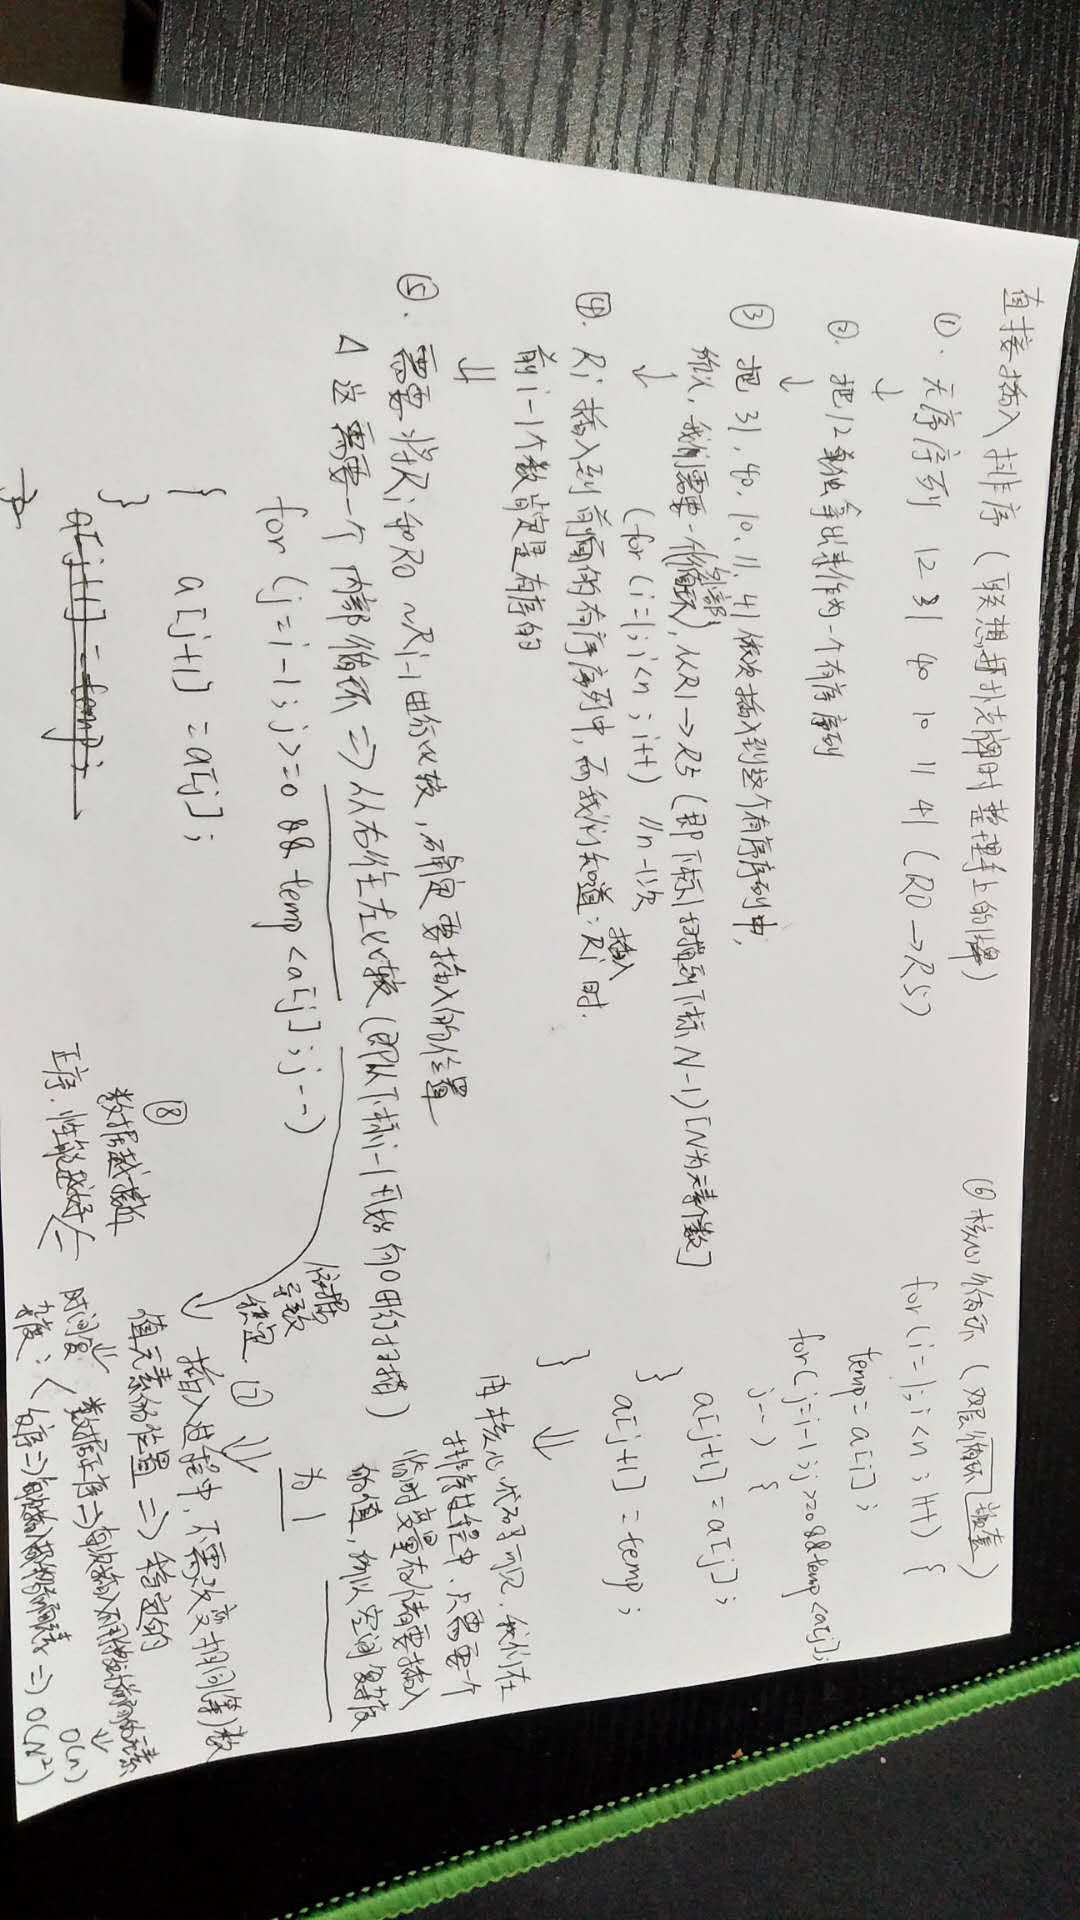 直接插入排序（联想打扑克牌时整理手上的牌）
①. 无序序列 12 31 40 10 11 41（R0→R5）
↓
②. 把12单独拿出来作为一个有序序列
↓
③ 把 31, 40, 10, 11, 41 依次插入到这个有序序列中,
所以, 我们需要一个(外部循环), 从R1→R5（即下标1扫描到下标N-1）[N为元素个数]
↓ (for (i=1; i<n ; i++) //n-1次
④. Ri 插入到前面的有序序列中, 而我们知道: 插入Ri时.
前i-1个数肯定是有序的
⇓
⑤. 需要将Ri和R0 ~Ri-1进行比较, 确定要插入的位置
△ 这需要一个内部循环 => 从右往左比较（即从下标i-1开始向0进行扫描）
for (j=i-1; j>=0 && temp<a[j]; j--)
{ a[j+1] = a[j];
}
a[j+1] = temp;
⑥核心循环（双层循环嵌套）
for (i=1; i<n ; i++) {
temp = a[i];
for( j=i-1; j>=0 && temp<a[j];
j--) {
a[j+1] = a[j];
}
a[j+1] = temp;
}
⇓
由核心代码可见, 我们在
排序过程中, 只需要一个
临时变量存储要插入
的值, 所以空间复杂度
为 1
依据
导致
稳定
⑦ ⇓
插入过程中, 不需改变相同(等)数
值元素的位置 => 稳定的
⇓
时间复
杂度:
数据正序=>每次插入不用移动前面的元素
⇓
O(n)
反序=>每次插入都移前面元素 => O(N²)
⑧
数据越接近
正序, 性能越好 <=